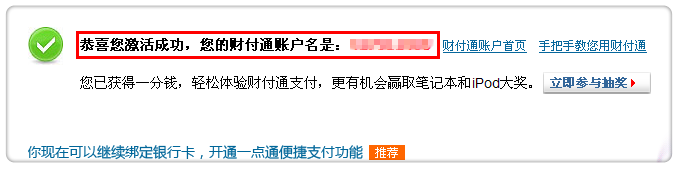 恭喜您激活成功，您的财付通账户名是： 财付通账户首页 手把手教您用财付通
您已获得一分钱，轻松体验财付通支付，更有机会赢取笔记本和iPod大奖。 立即参与抽奖
你现在可以继续绑定银行卡，开通一点通便捷支付功能 推荐